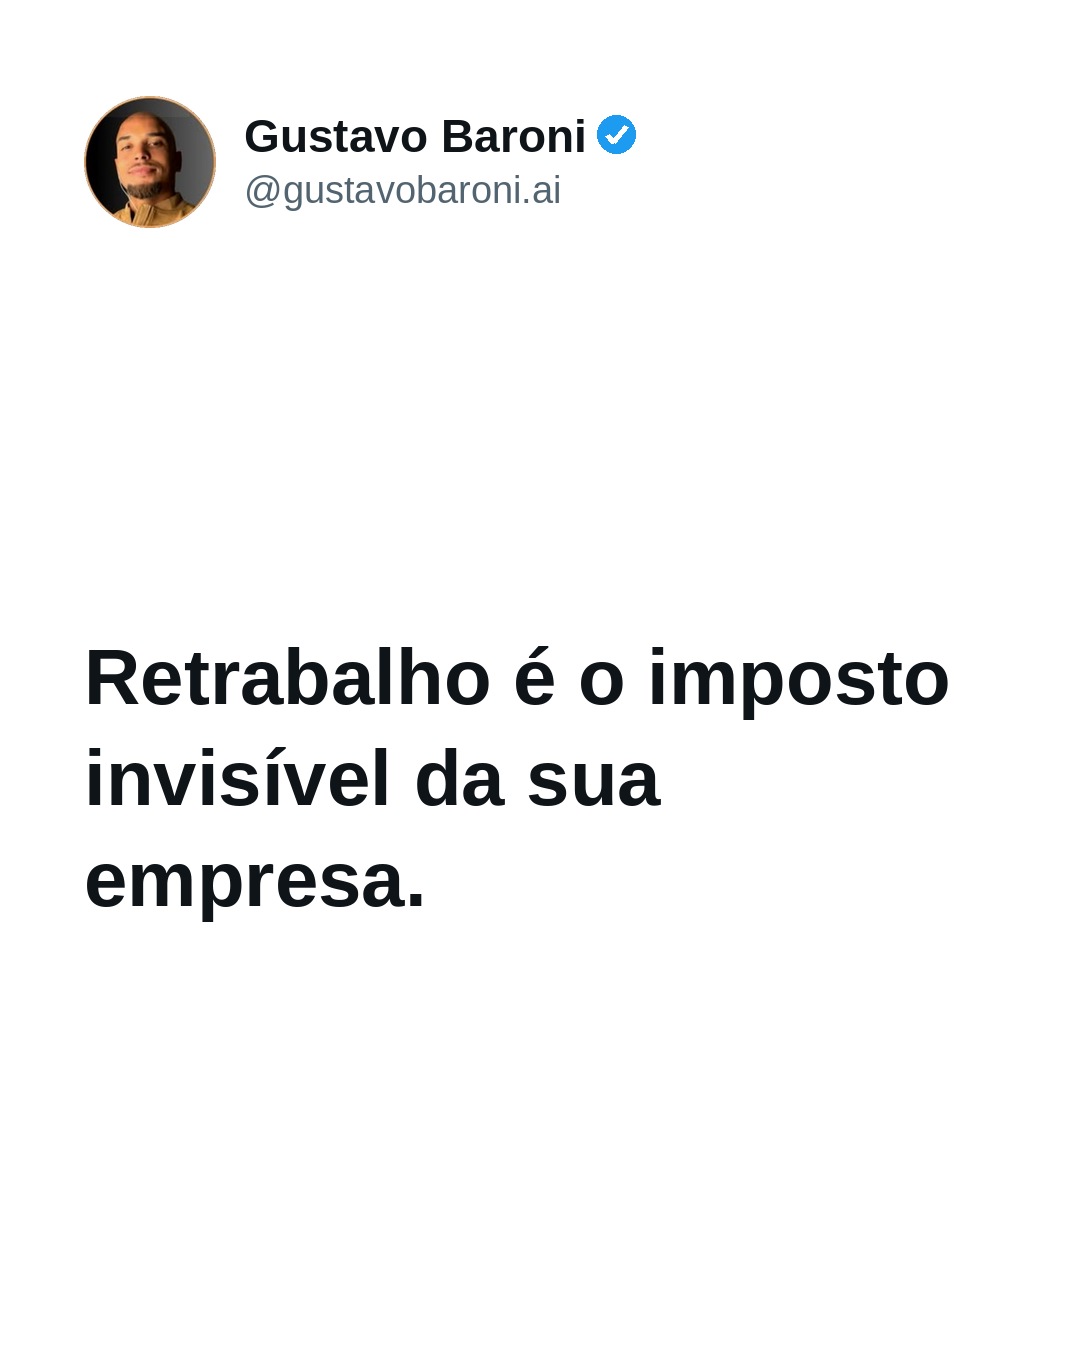 Gustavo Baroni
@gustavobaroni.ai
Retrabalho é o imposto
invisível da sua
empresa.